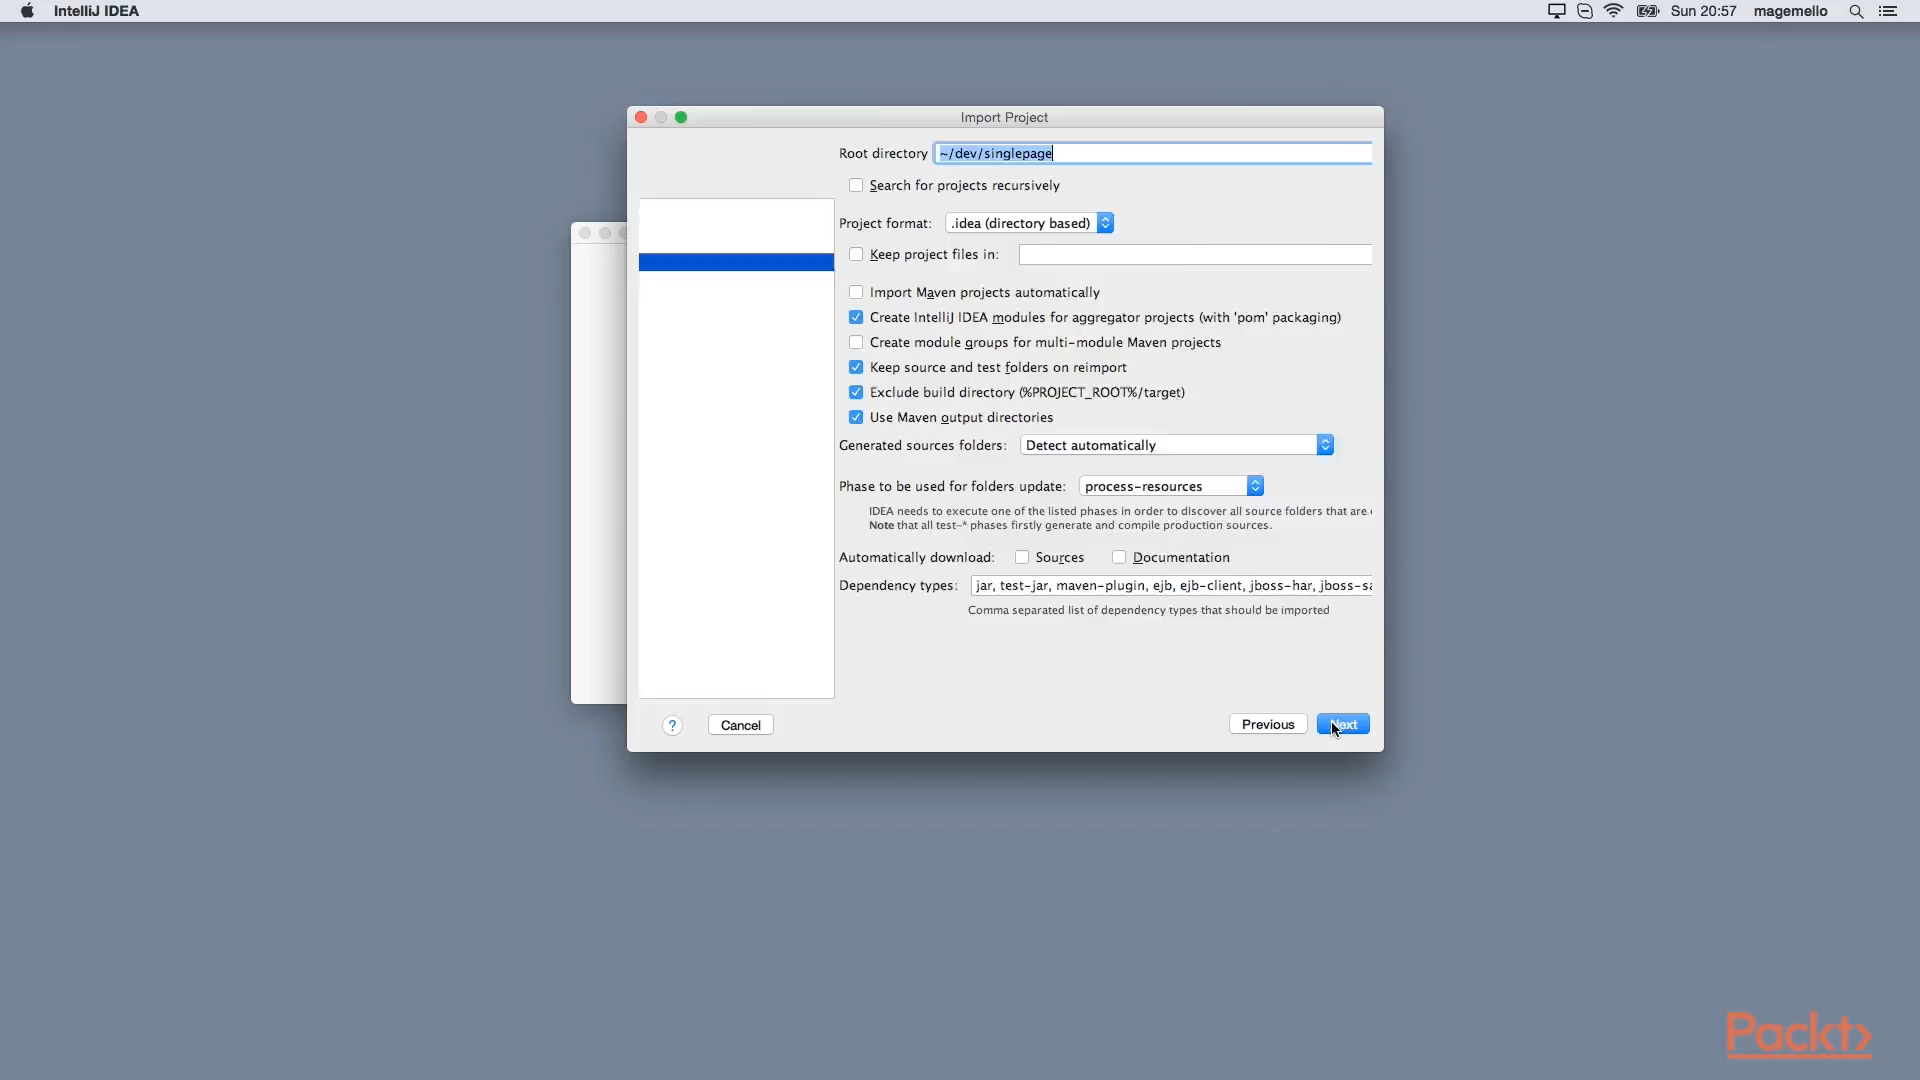 IntelliJ IDEA
Sun 20:57 magemello
Import Project
Root directory ~/dev/singlepage
Search for projects recursively
Project format: .idea (directory based)
Keep project files in:
Import Maven projects automatically
Create IntelliJ IDEA modules for aggregator projects (with 'pom' packaging)
Create module groups for multi-module Maven projects
Keep source and test folders on reimport
Exclude build directory (%PROJECT_ROOT%/target)
Use Maven output directories
Generated sources folders: Detect automatically
Phase to be used for folders update: process-resources
IDEA needs to execute one of the listed phases in order to discover all source folders that are
Note that all test-* phases firstly generate and compile production sources.
Automatically download: Sources Documentation
Dependency types: jar, test-jar, maven-plugin, ejb, ejb-client, jboss-har, jboss-sa
Comma separated list of dependency types that should be imported
? Cancel Previous Next
Packt>